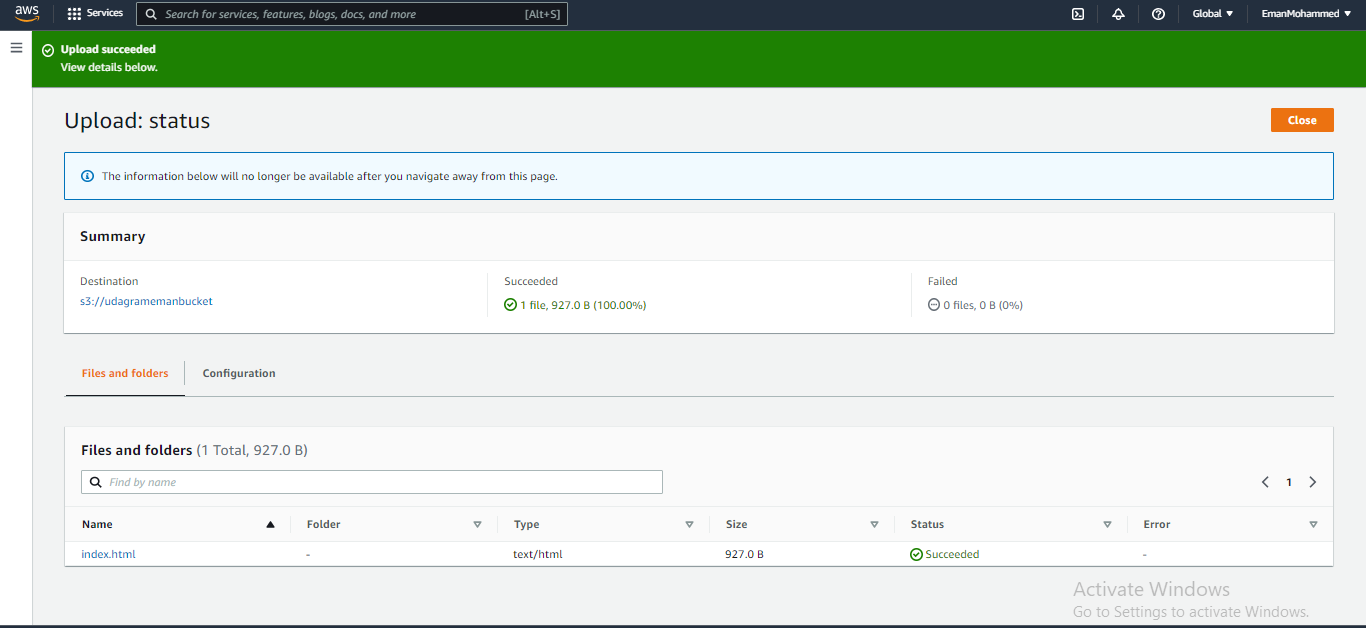 aws Services Search for services, features, blogs, docs, and more [Alt+S] Global EmanMohammed
Upload succeeded
View details below.
Upload: status
Close
The information below will no longer be available after you navigate away from this page.
Summary
Destination Succeeded Failed
s3://udagramemanbucket 1 file, 927.0 B (100.00%) 0 files, 0 B (0%)
Files and folders Configuration
Files and folders (1 Total, 927.0 B)
Find by name 1
Name Folder Type Size Status Error
index.html - text/html 927.0 B Succeeded -
Activate Windows
Go to Settings to activate Windows.